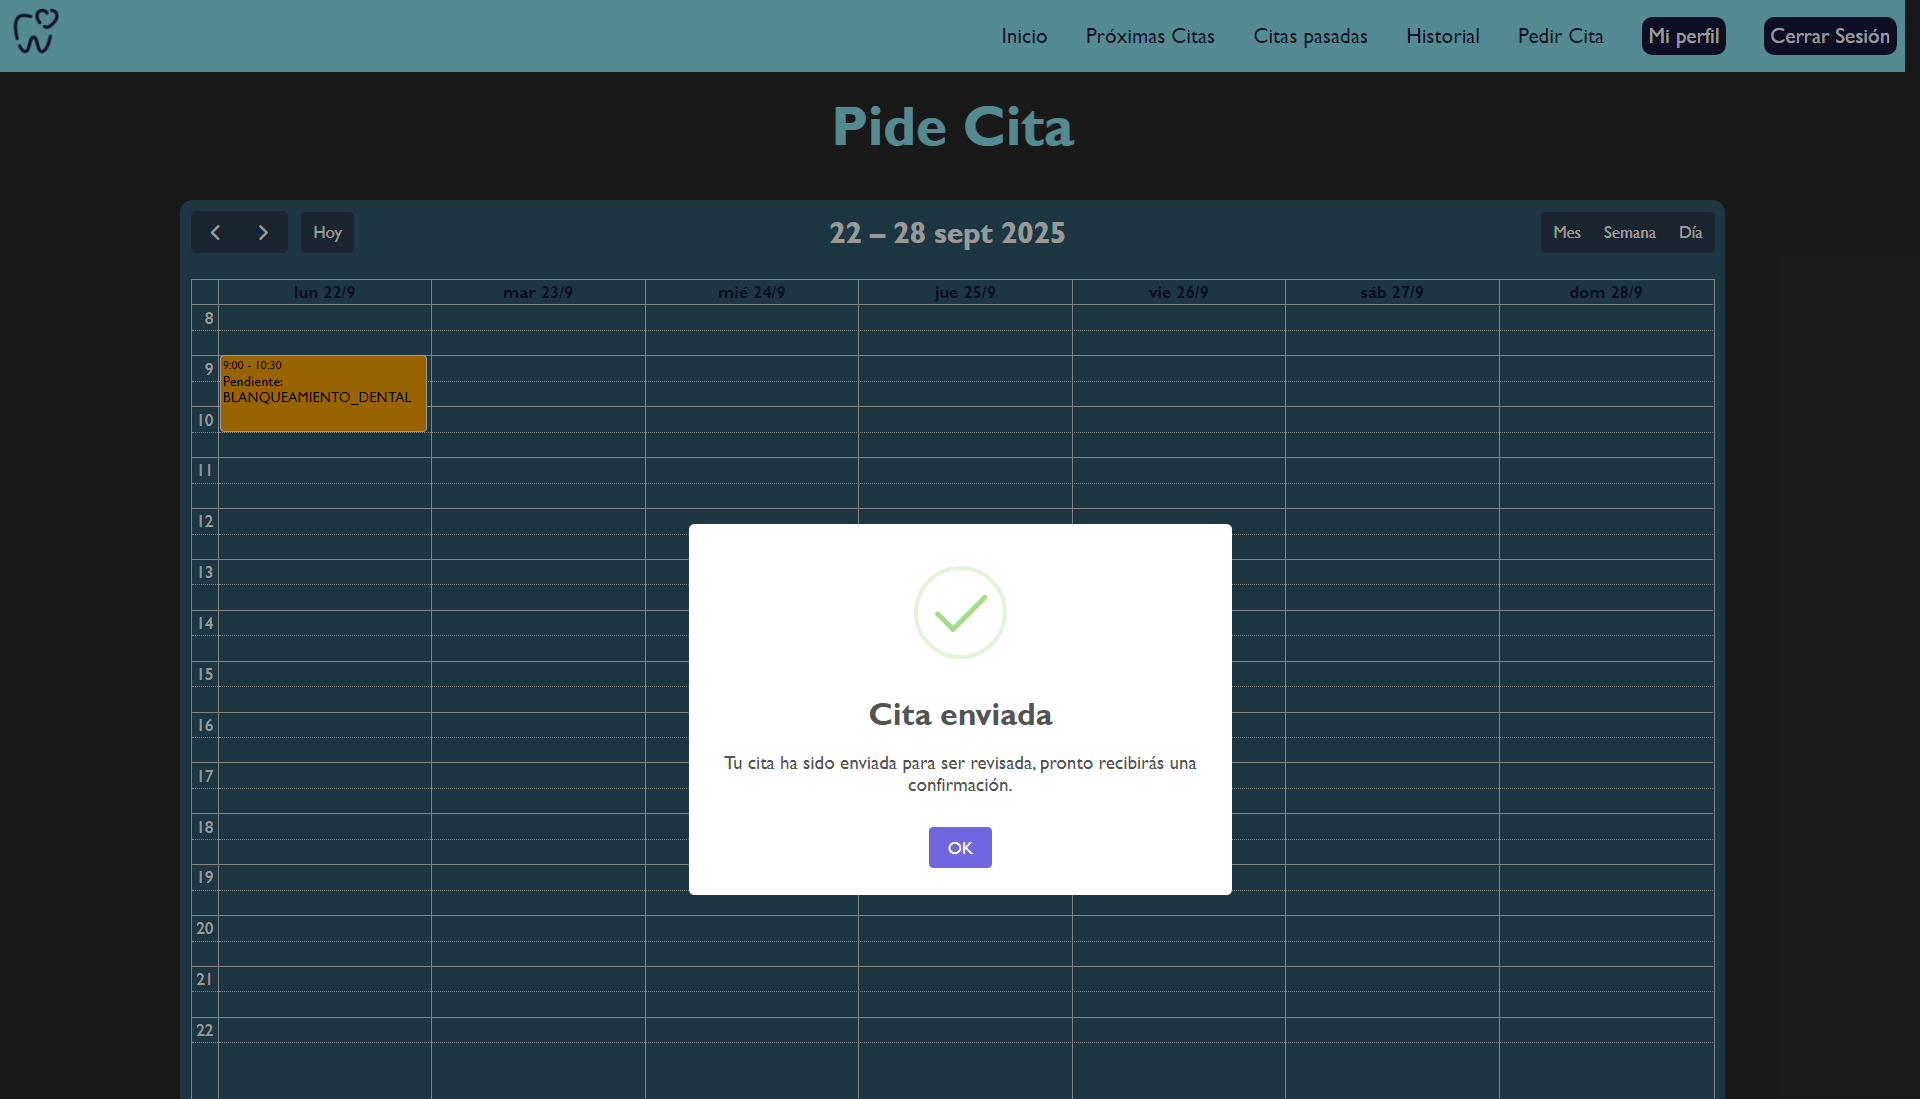 Inicio Próximas Citas Citas pasadas Historial Pedir Cita Mi perfil Cerrar Sesión
Pide Cita
Hoy 22 – 28 sept 2025 Mes Semana Día
lun 22/9 mar 23/9 mié 24/9 jue 25/9 vie 26/9 sáb 27/9 dom 28/9
8
9
9:00 - 10:30
Pendiente:
BLANQUEAMIENTO_DENTAL
10
11
12
13
14
15
16
17
18
19
20
21
22
Cita enviada
Tu cita ha sido enviada para ser revisada, pronto recibirás una
confirmación.
OK